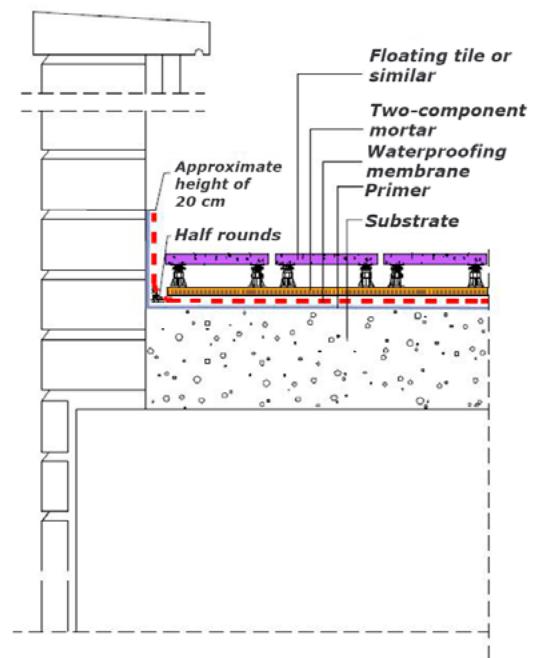 Floating tile or
similar
Two-component
mortar
Waterproofing
membrane
Primer
Substrate
Approximate
height of
20 cm
Half rounds